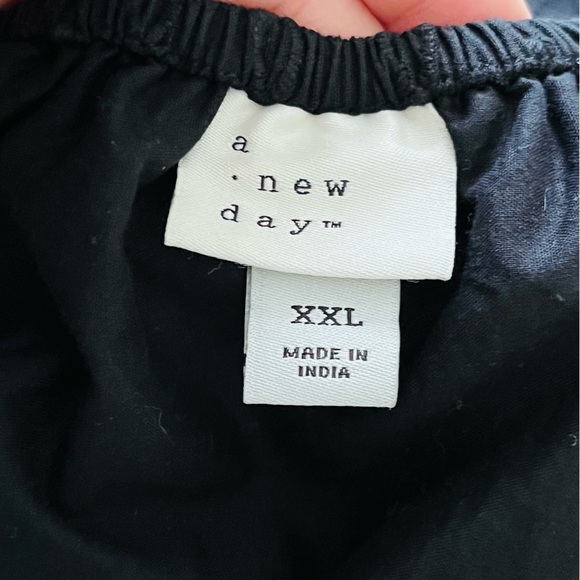 a
· new
day™
XXL
MADE IN
INDIA